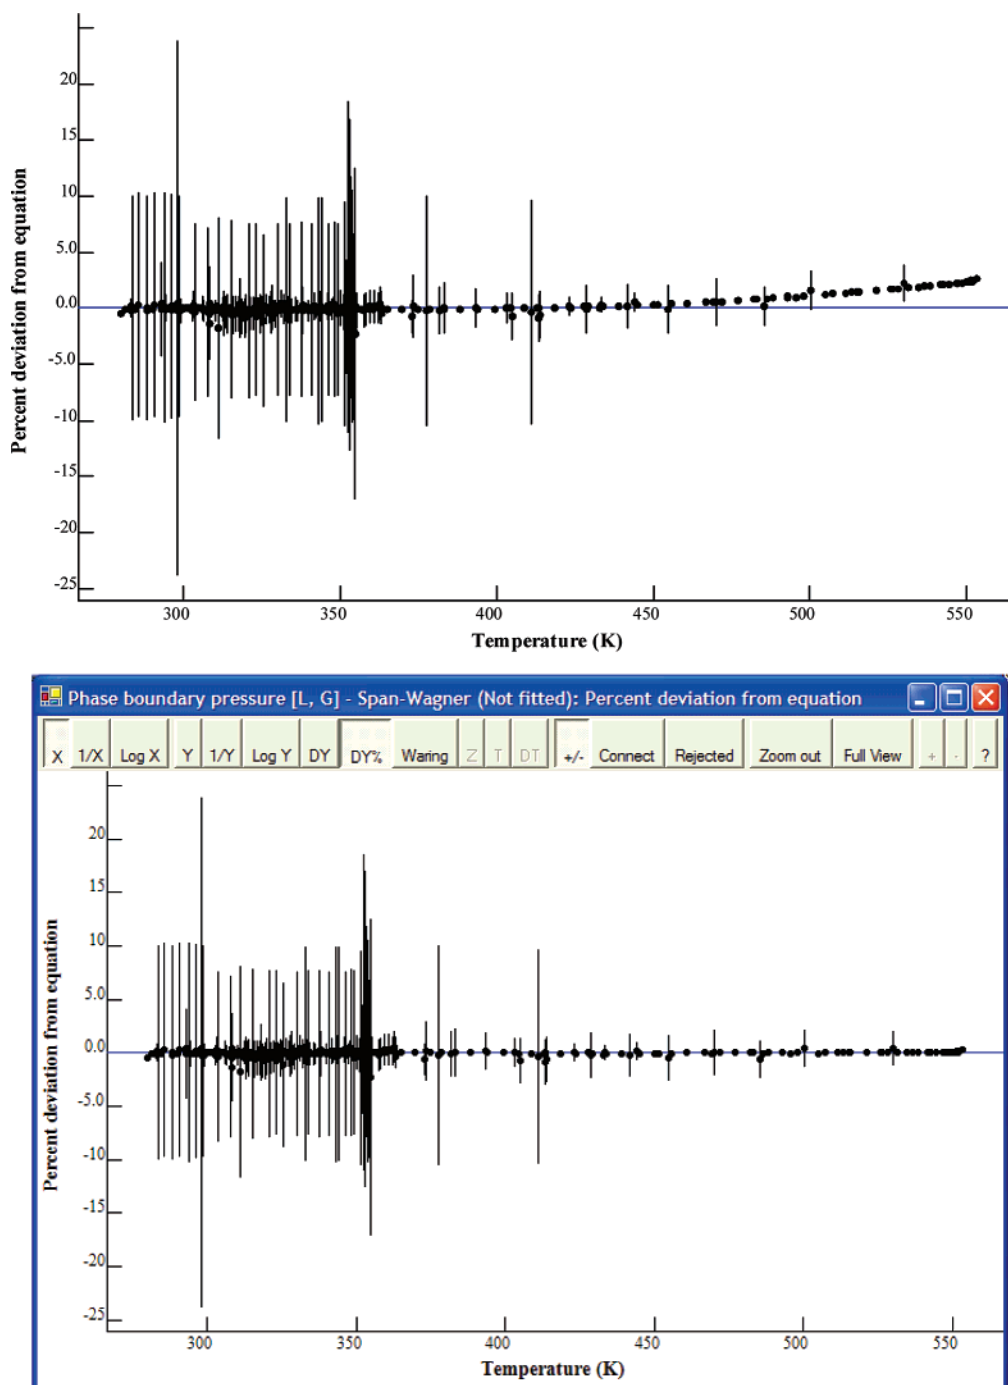 20
15
10
5.0
0.0
-5.0
-10
-15
-20
-25
Percent deviation from equation
300 350 400 450 500 550
Temperature (K)
Phase boundary pressure [L, G] - Span-Wagner (Not fitted): Percent deviation from equation
X 1/X Log X Y 1/Y Log Y DY DY% Waring Z T DT +/- Connect Rejected Zoom out Full View + - ?
20
15
10
5.0
0.0
-5.0
-10
-15
-20
-25
Percent deviation from equation
300 350 400 450 500 550
Temperature (K)